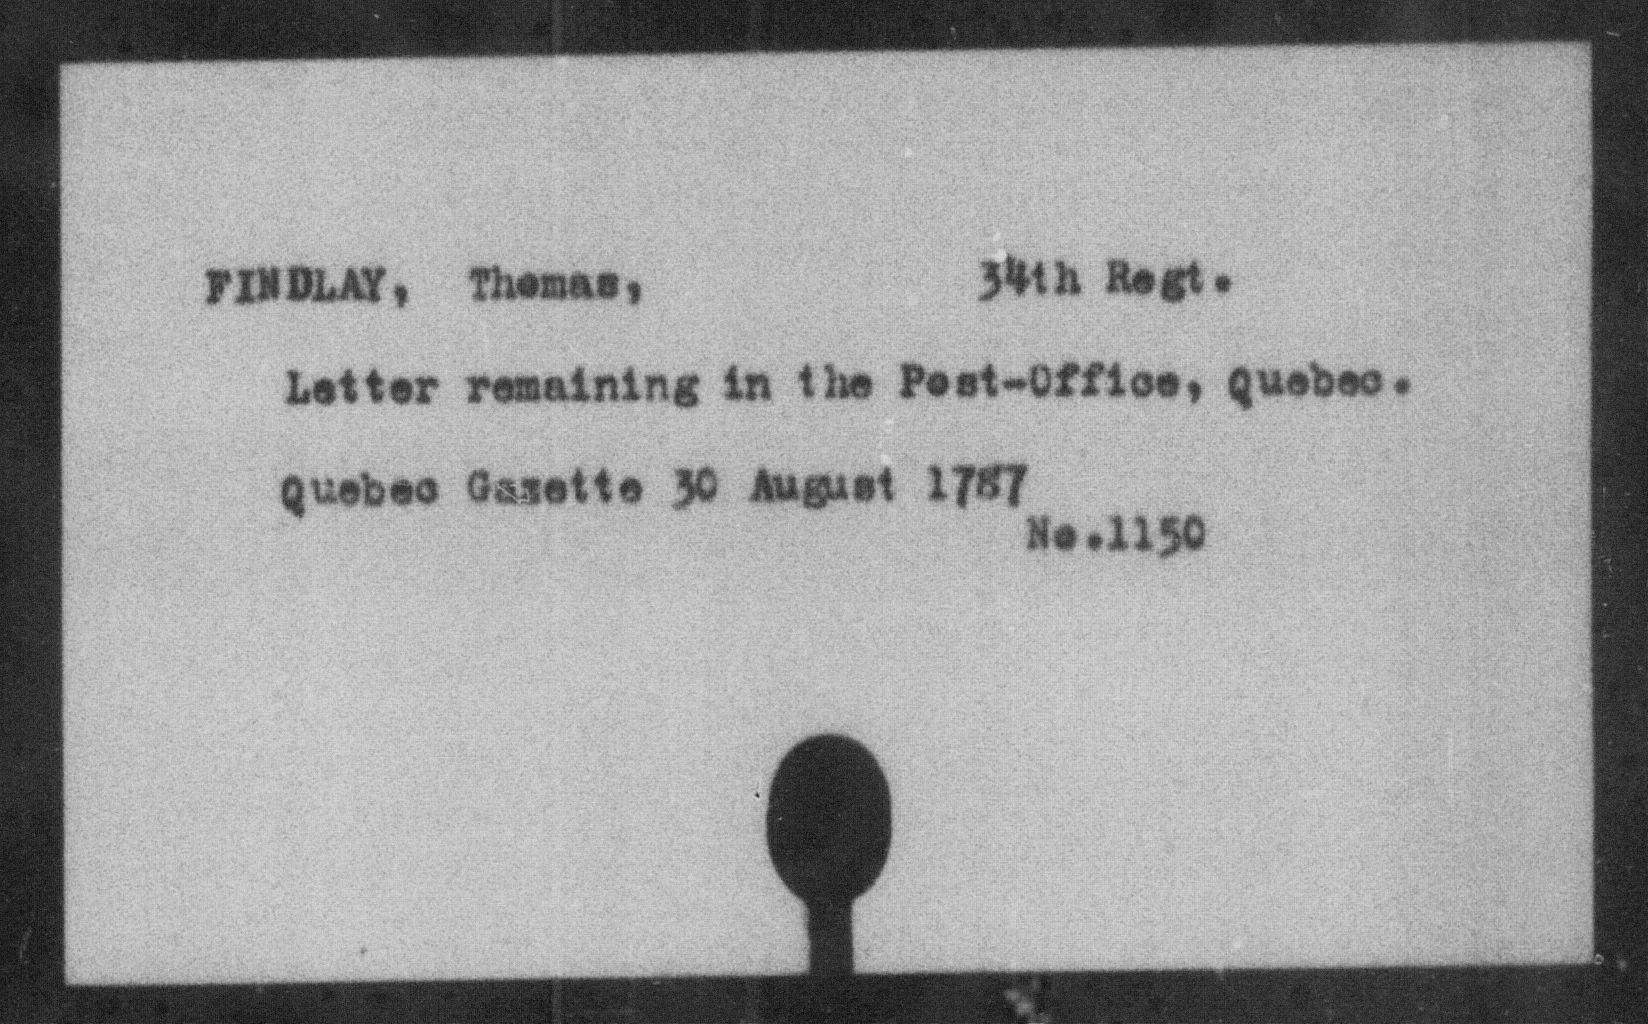 FINDLAY, Thomas, 34th Regt.
Letter remaining in the Post-Office, Quebec.
Quebec Gazette 30 August 1787
No.1150